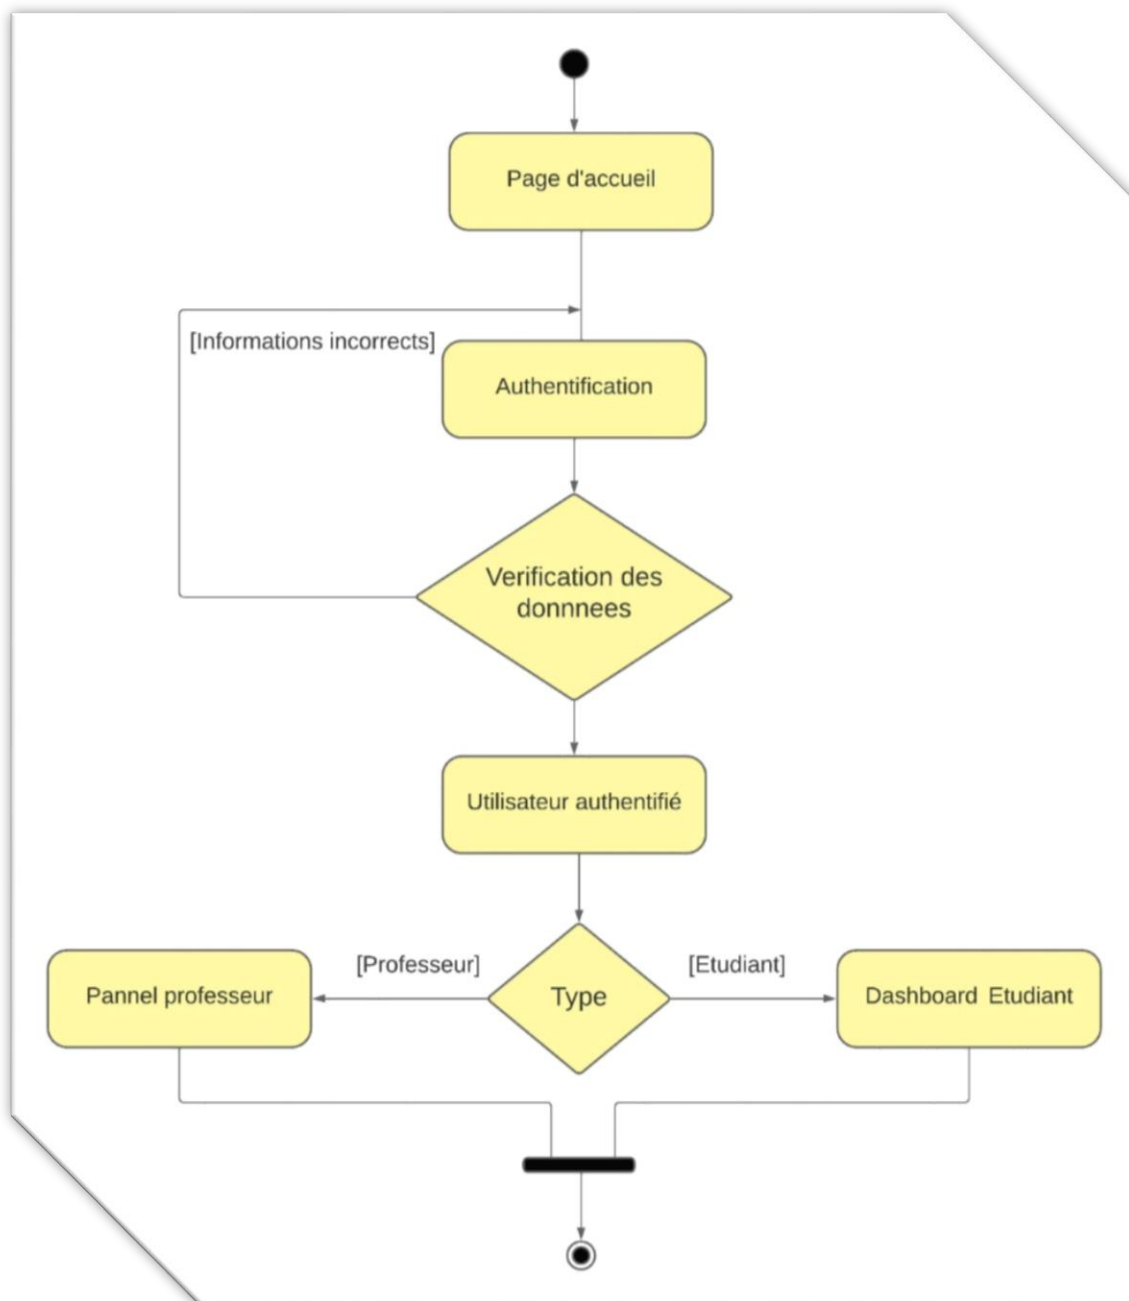 Page d'accueil
[Informations incorrects]
Authentification
Verification des
donnnees
Utilisateur authentifié
[Professeur]
[Etudiant]
Pannel professeur
Type
Dashboard Etudiant